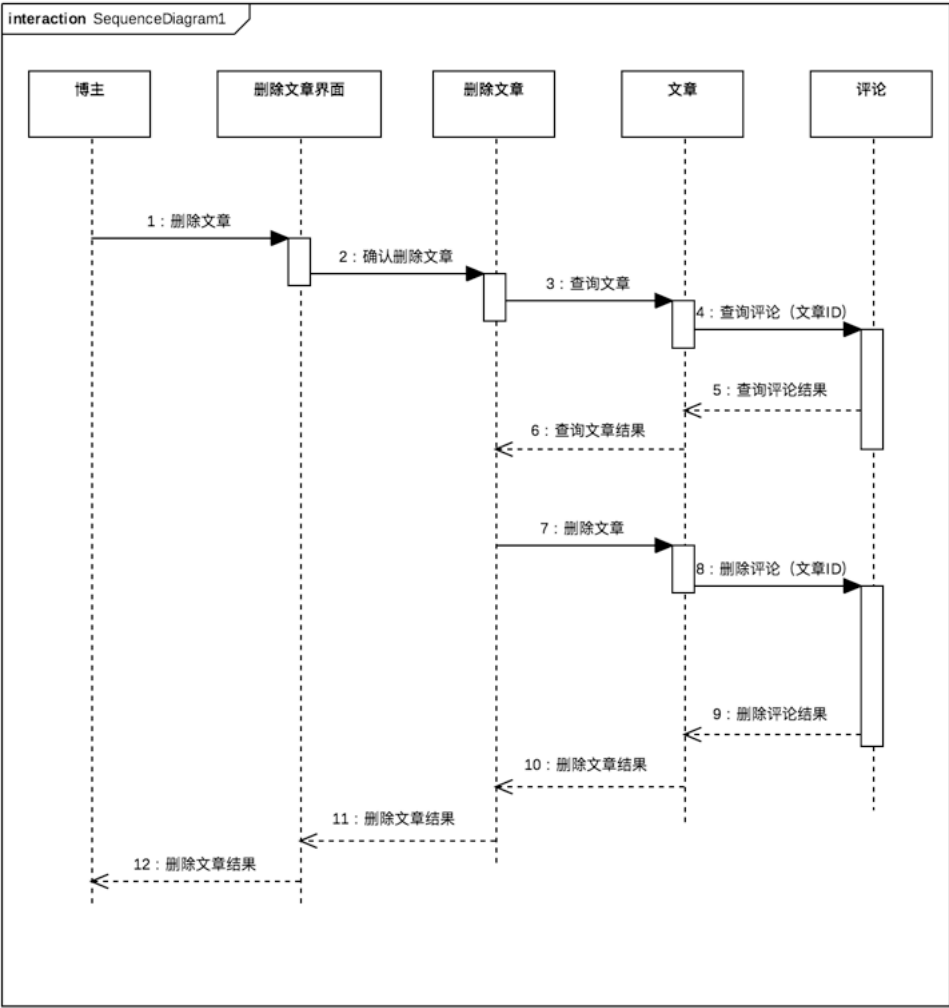 interaction SequenceDiagram1
博主
删除文章界面
删除文章
文章
评论
1：删除文章
2：确认删除文章
3：查询文章
4：查询评论（文章ID）
5：查询评论结果
6：查询文章结果
7：删除文章
8：删除评论（文章ID）
9：删除评论结果
10：删除文章结果
11：删除文章结果
12：删除文章结果